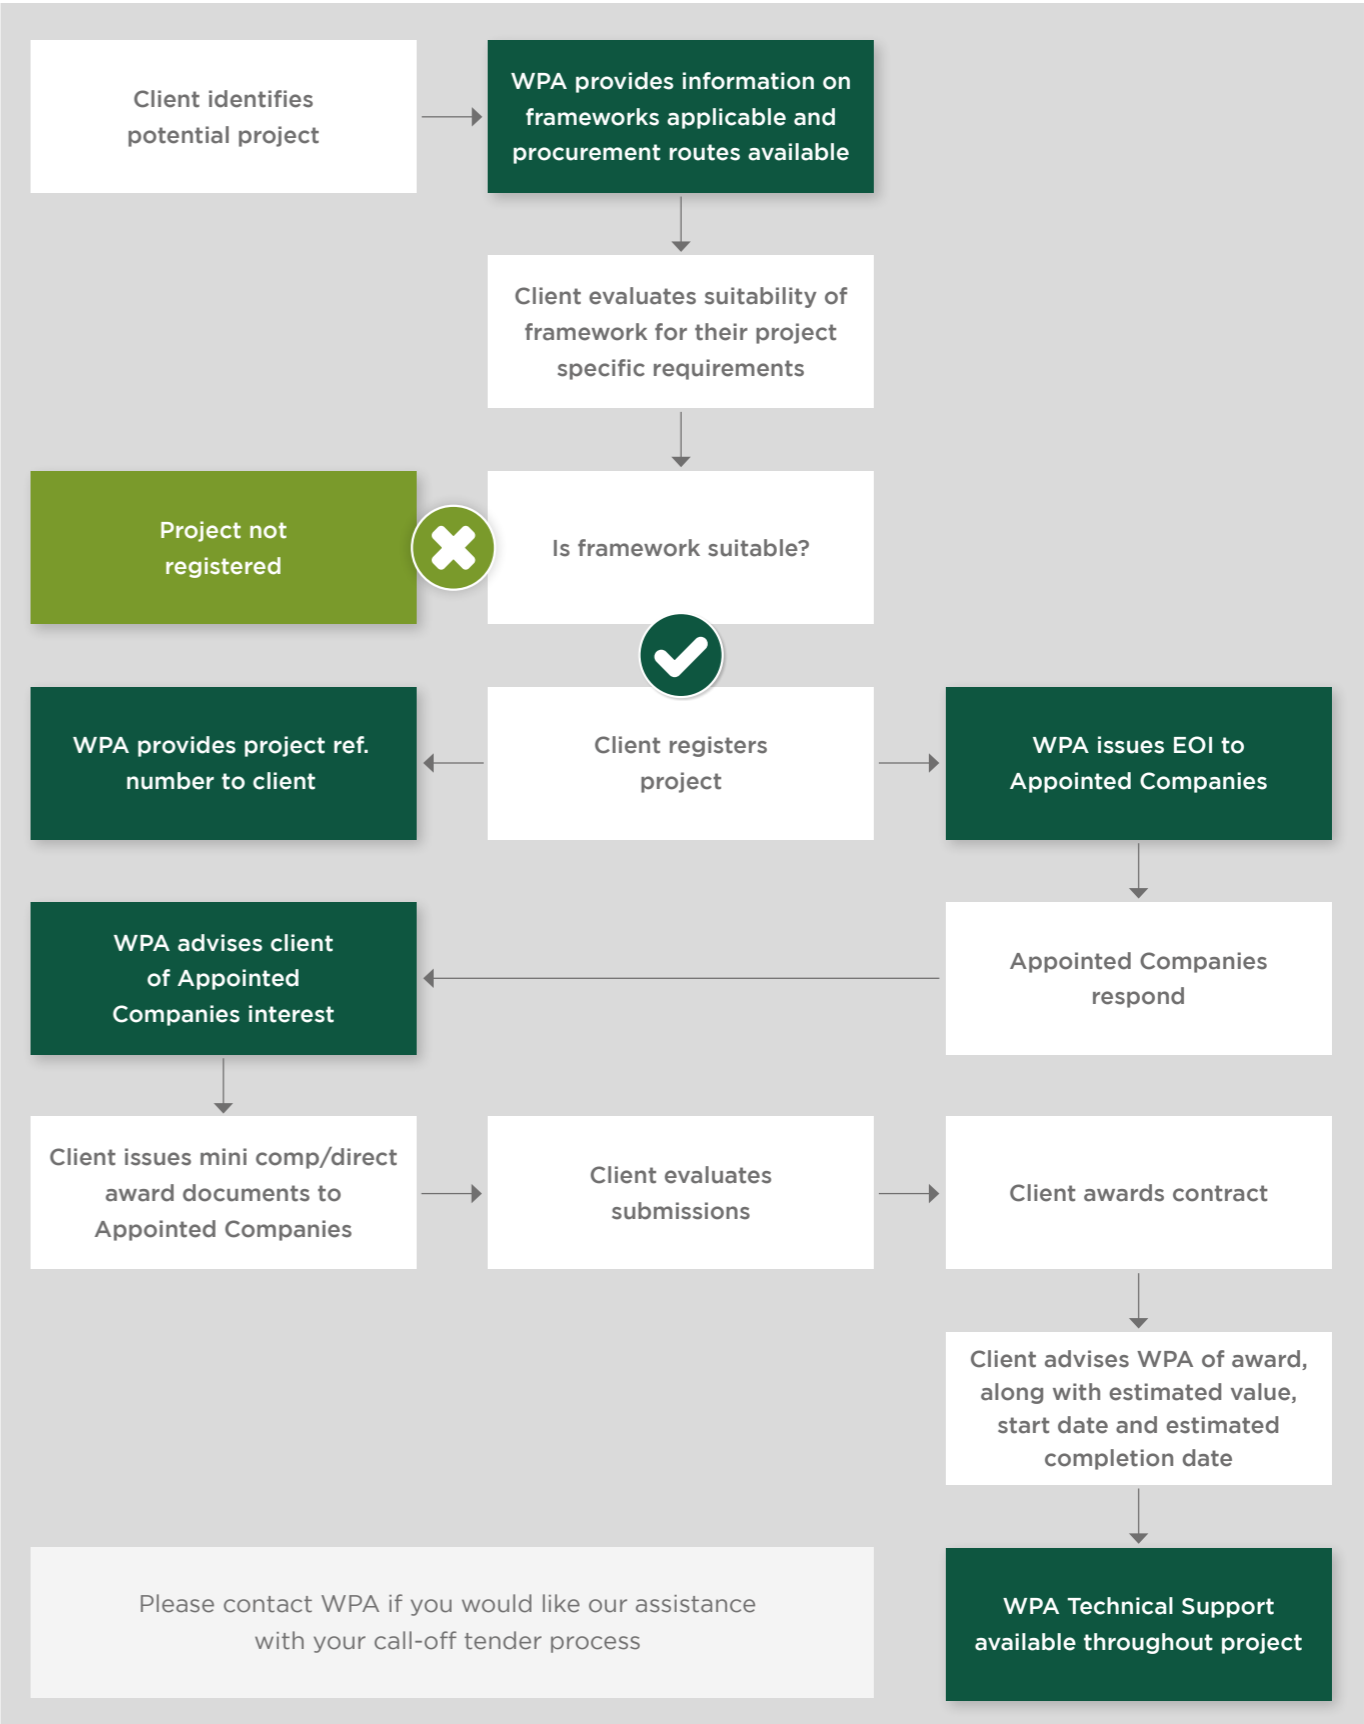 Client identifies
potential project
WPA provides information on
frameworks applicable and
procurement routes available
Client evaluates suitability of
framework for their project
specific requirements
Project not
registered
Is framework suitable?
WPA provides project ref.
number to client
Client registers
project
WPA issues EOI to
Appointed Companies
WPA advises client
of Appointed
Companies interest
Appointed Companies
respond
Client issues mini comp/direct
award documents to
Appointed Companies
Client evaluates
submissions
Client awards contract
Client advises WPA of award,
along with estimated value,
start date and estimated
completion date
Please contact WPA if you would like our assistance
with your call-off tender process
WPA Technical Support
available throughout project